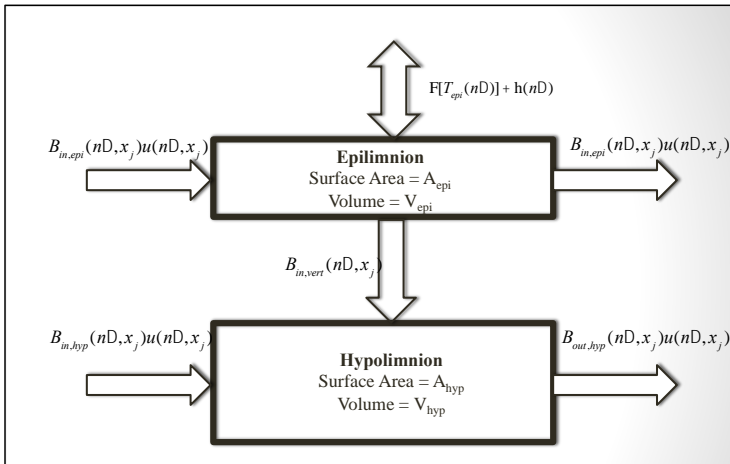 F[T_epi(nD)] + h(nD)
B_in,epi(nD,x_j)u(nD,x_j)
B_in,epi(nD,x_j)u(nD,x_j)
Epilimnion
Surface Area = A_epi
Volume = V_epi
B_in,vert(nD,x_j)
B_in,hyp(nD,x_j)u(nD,x_j)
B_out,hyp(nD,x_j)u(nD,x_j)
Hypolimnion
Surface Area = A_hyp
Volume = V_hyp